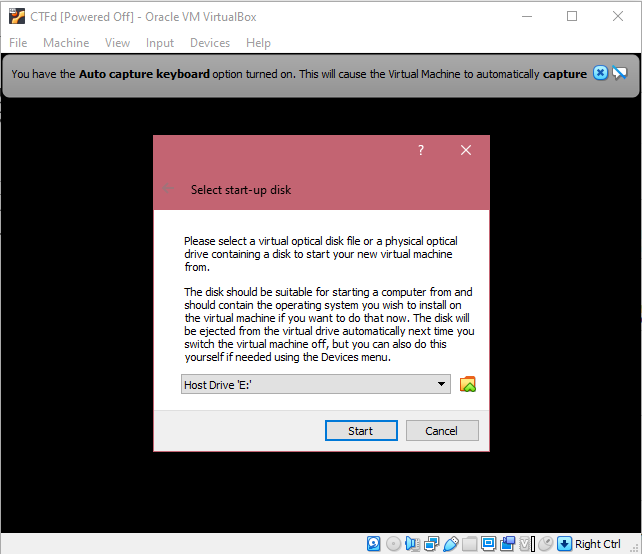 CTFd [Powered Off] - Oracle VM VirtualBox
File Machine View Input Devices Help
You have the Auto capture keyboard option turned on. This will cause the Virtual Machine to automatically capture
?
Select start-up disk
Please select a virtual optical disk file or a physical optical
drive containing a disk to start your new virtual machine
from.
The disk should be suitable for starting a computer from and
should contain the operating system you wish to install on
the virtual machine if you want to do that now. The disk will
be ejected from the virtual drive automatically next time you
switch the virtual machine off, but you can also do this
yourself if needed using the Devices menu.
Host Drive 'E:'
Start Cancel
Right Ctrl